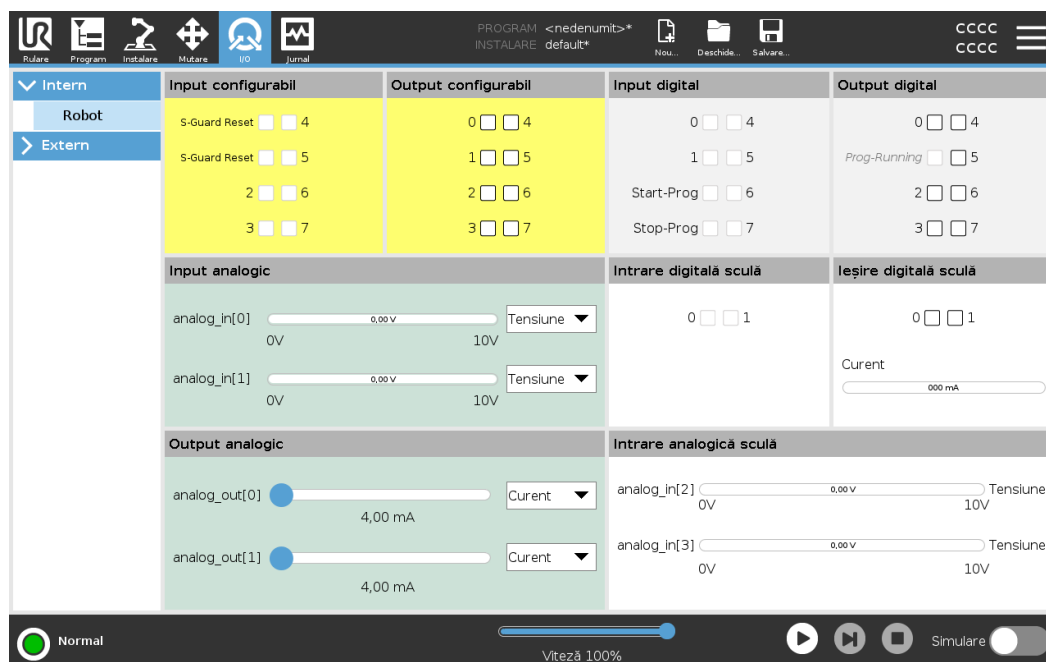 PROGRAM <nedenumit>*
INSTALARE default*
cccc
cccc
Rulare Program Instalare Mutare I/O Jurnal Nou... Deschide... Salvare...
Intern
Robot
Extern
Input configurabil
S-Guard Reset 4
S-Guard Reset 5
2 6
3 7
Output configurabil
0 4
1 5
2 6
3 7
Input digital
0 4
1 5
Start-Prog 6
Stop-Prog 7
Output digital
0 4
Prog-Running 5
2 6
3 7
Input analogic
analog_in[0] 0,00 V Tensiune
0V 10V
analog_in[1] 0,00 V Tensiune
0V 10V
Intrare digitală sculă
0 1
Ieșire digitală sculă
0 1
Curent
000 mA
Output analogic
analog_out[0] Curent
4,00 mA
analog_out[1] Curent
4,00 mA
Intrare analogică sculă
analog_in[2] 0,00 V Tensiune
0V 10V
analog_in[3] 0,00 V Tensiune
0V 10V
Normal
Viteză 100%
Simulare